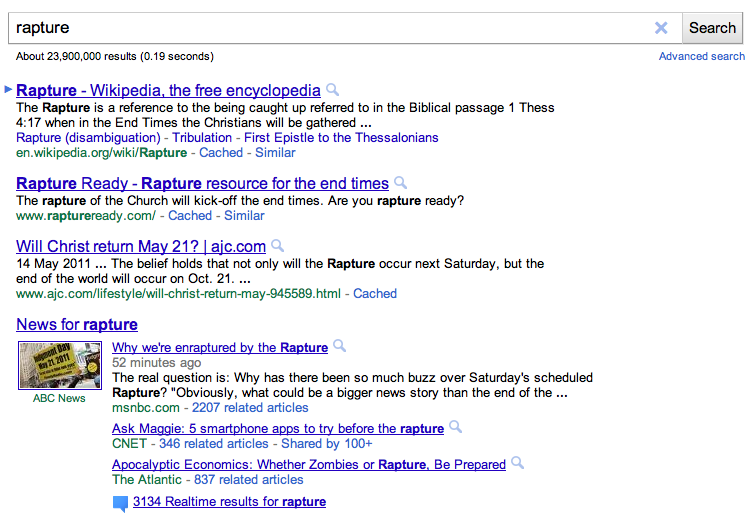 rapture
Search
About 23,900,000 results (0.19 seconds)
Advanced search
Rapture - Wikipedia, the free encyclopedia
The Rapture is a reference to the being caught up referred to in the Biblical passage 1 Thess
4:17 when in the End Times the Christians will be gathered ...
Rapture (disambiguation) - Tribulation - First Epistle to the Thessalonians
en.wikipedia.org/wiki/Rapture - Cached - Similar
Rapture Ready - Rapture resource for the end times
The rapture of the Church will kick-off the end times. Are you rapture ready?
www.raptureready.com/ - Cached - Similar
Will Christ return May 21? | ajc.com
14 May 2011 ... The belief holds that not only will the Rapture occur next Saturday, but the
end of the world will occur on Oct. 21. ...
www.ajc.com/lifestyle/will-christ-return-may-945589.html - Cached
News for rapture
Judgment Day
May 21, 2011
ABC News
Why we're enraptured by the Rapture
52 minutes ago
The real question is: Why has there been so much buzz over Saturday's scheduled
Rapture? "Obviously, what could be a bigger news story than the end of the ...
msnbc.com - 2207 related articles
Ask Maggie: 5 smartphone apps to try before the rapture
CNET - 346 related articles - Shared by 100+
Apocalyptic Economics: Whether Zombies or Rapture, Be Prepared
The Atlantic - 837 related articles
3134 Realtime results for rapture